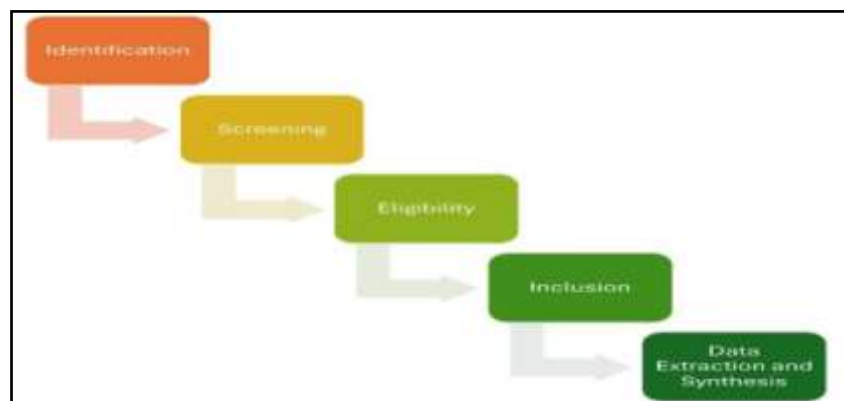 Identification
Screening
Eligibility
Inclusion
Data
Extraction and
Synthesis